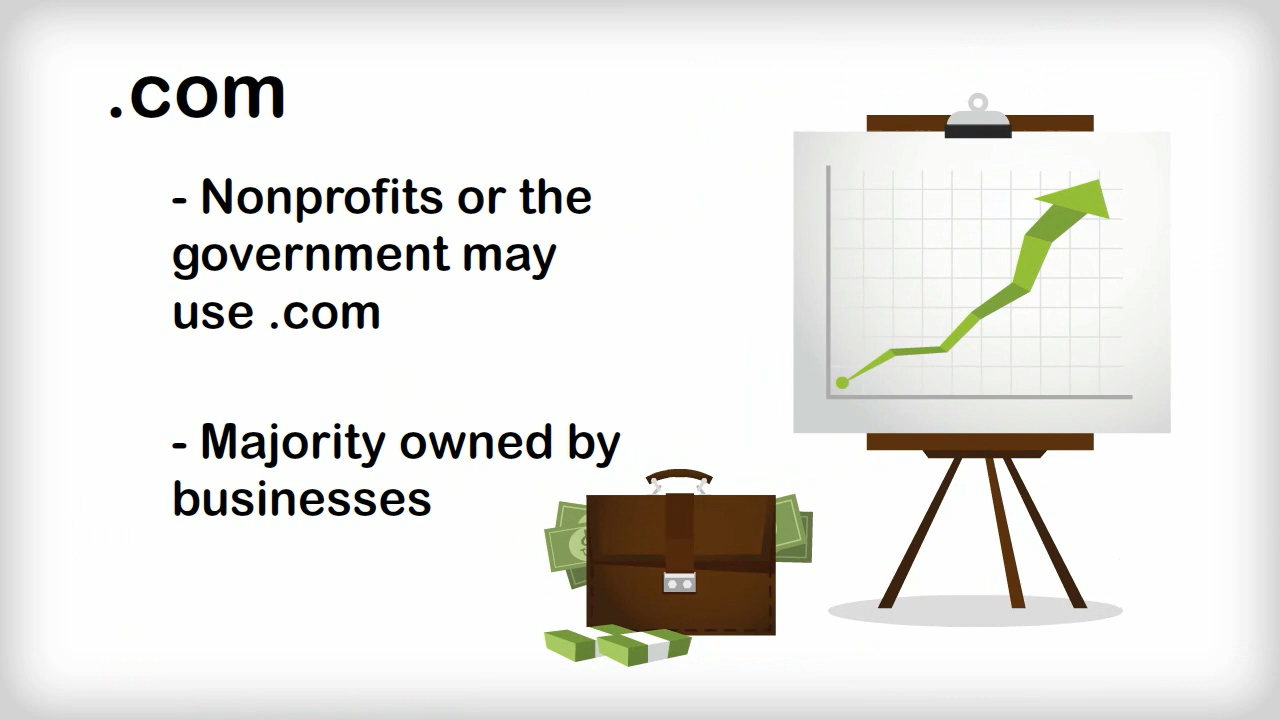 .com
- Nonprofits or the
government may
use .com
- Majority owned by
businesses